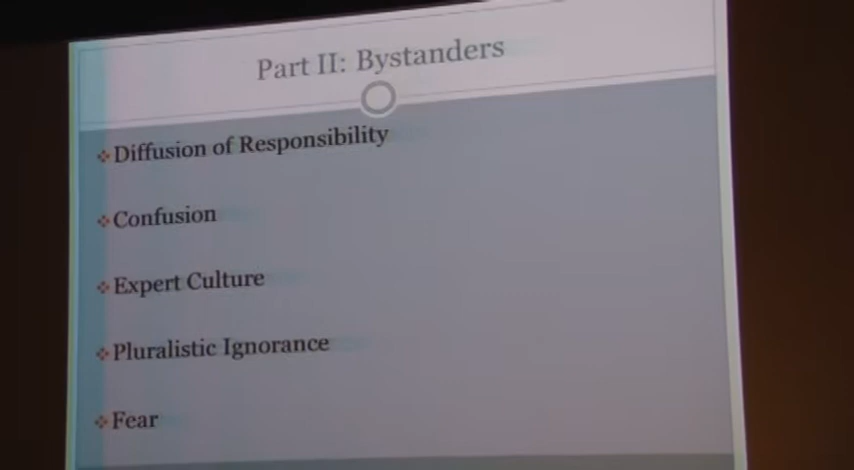 Part II: Bystanders
Diffusion of Responsibility
Confusion
Expert Culture
Pluralistic Ignorance
Fear